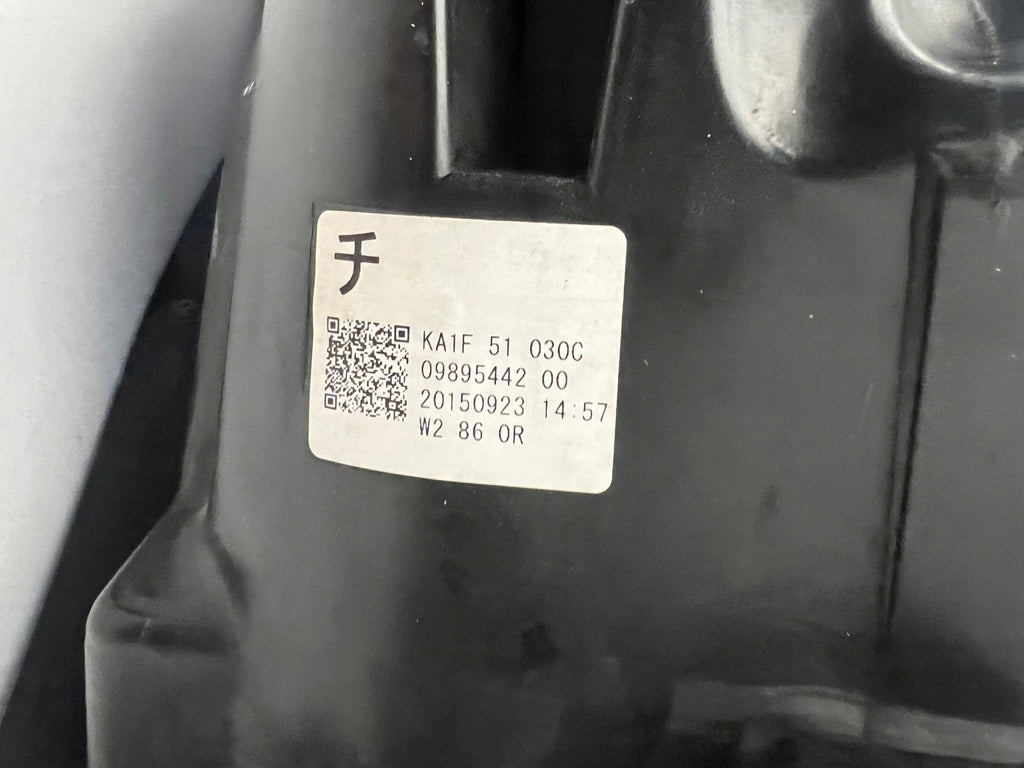 チ
KA1F 51 030C
09895442 00
20150923 14:57
W2 86 0R